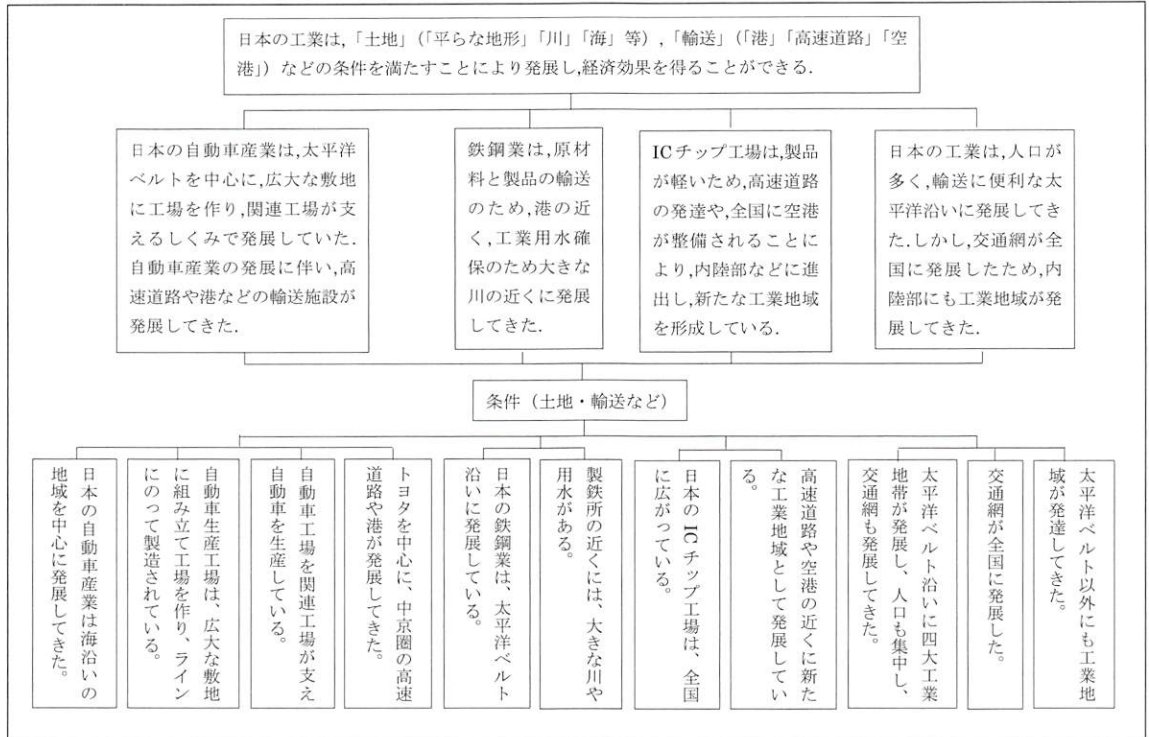 日本の工業は,「土地」(「平らな地形」「川」「海」等),「輸送」(「港」「高速道路」「空
港」)などの条件を満たすことにより発展し,経済効果を得ることができる.
日本の自動車産業は,太平洋
ベルトを中心に,広大な敷地
に工場を作り,関連工場が支
えるしくみで発展していた.
自動車産業の発展に伴い,高
速道路や港などの輸送施設が
発展してきた.
鉄鋼業は,原材
料と製品の輸送
のため,港の近
く,工業用水確
保のため大きな
川の近くに発展
してきた.
ICチップ工場は,製品
が軽いため,高速道路
の発達や,全国に空港
が整備されることに
より,内陸部などに進
出し,新たな工業地域
を形成している.
日本の工業は,人口が
多く,輸送に便利な太
平洋沿いに発展してき
た.しかし,交通網が全
国に発展したため,内
陸部にも工業地域が発
展してきた.
条件(土地・輸送など)
日本の自動車産業は海沿いの
地域を中心に発展してきた。
自動車生産工場は、広大な敷地
に組み立て工場を作り、ライン
にのって製造されている。
自動車工場を関連工場が支え
自動車を生産している。
トヨタを中心に、中京圏の高速
道路や港が発展してきた。
日本の鉄鋼業は、太平洋ベルト
沿いに発展している。
製鉄所の近くには、大きな川や
用水がある。
日本のICチップ工場は、全国
に広がっている。
高速道路や空港の近くに新た
な工業地域として発展してい
る。
太平洋ベルト沿いに四大工業
地帯が発展し、人口も集中し、
交通網も発展してきた。
交通網が全国に発展した。
太平洋ベルト以外にも工業地
域が発達してきた。